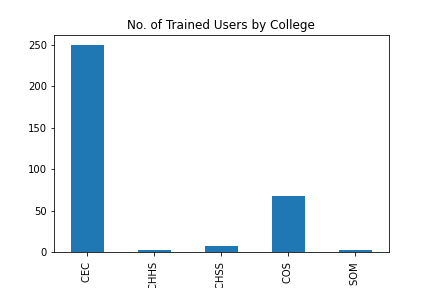 No. of Trained Users by College
250
200
150
100
50
0
CEC
CHHS
CHSS
COS
SOM